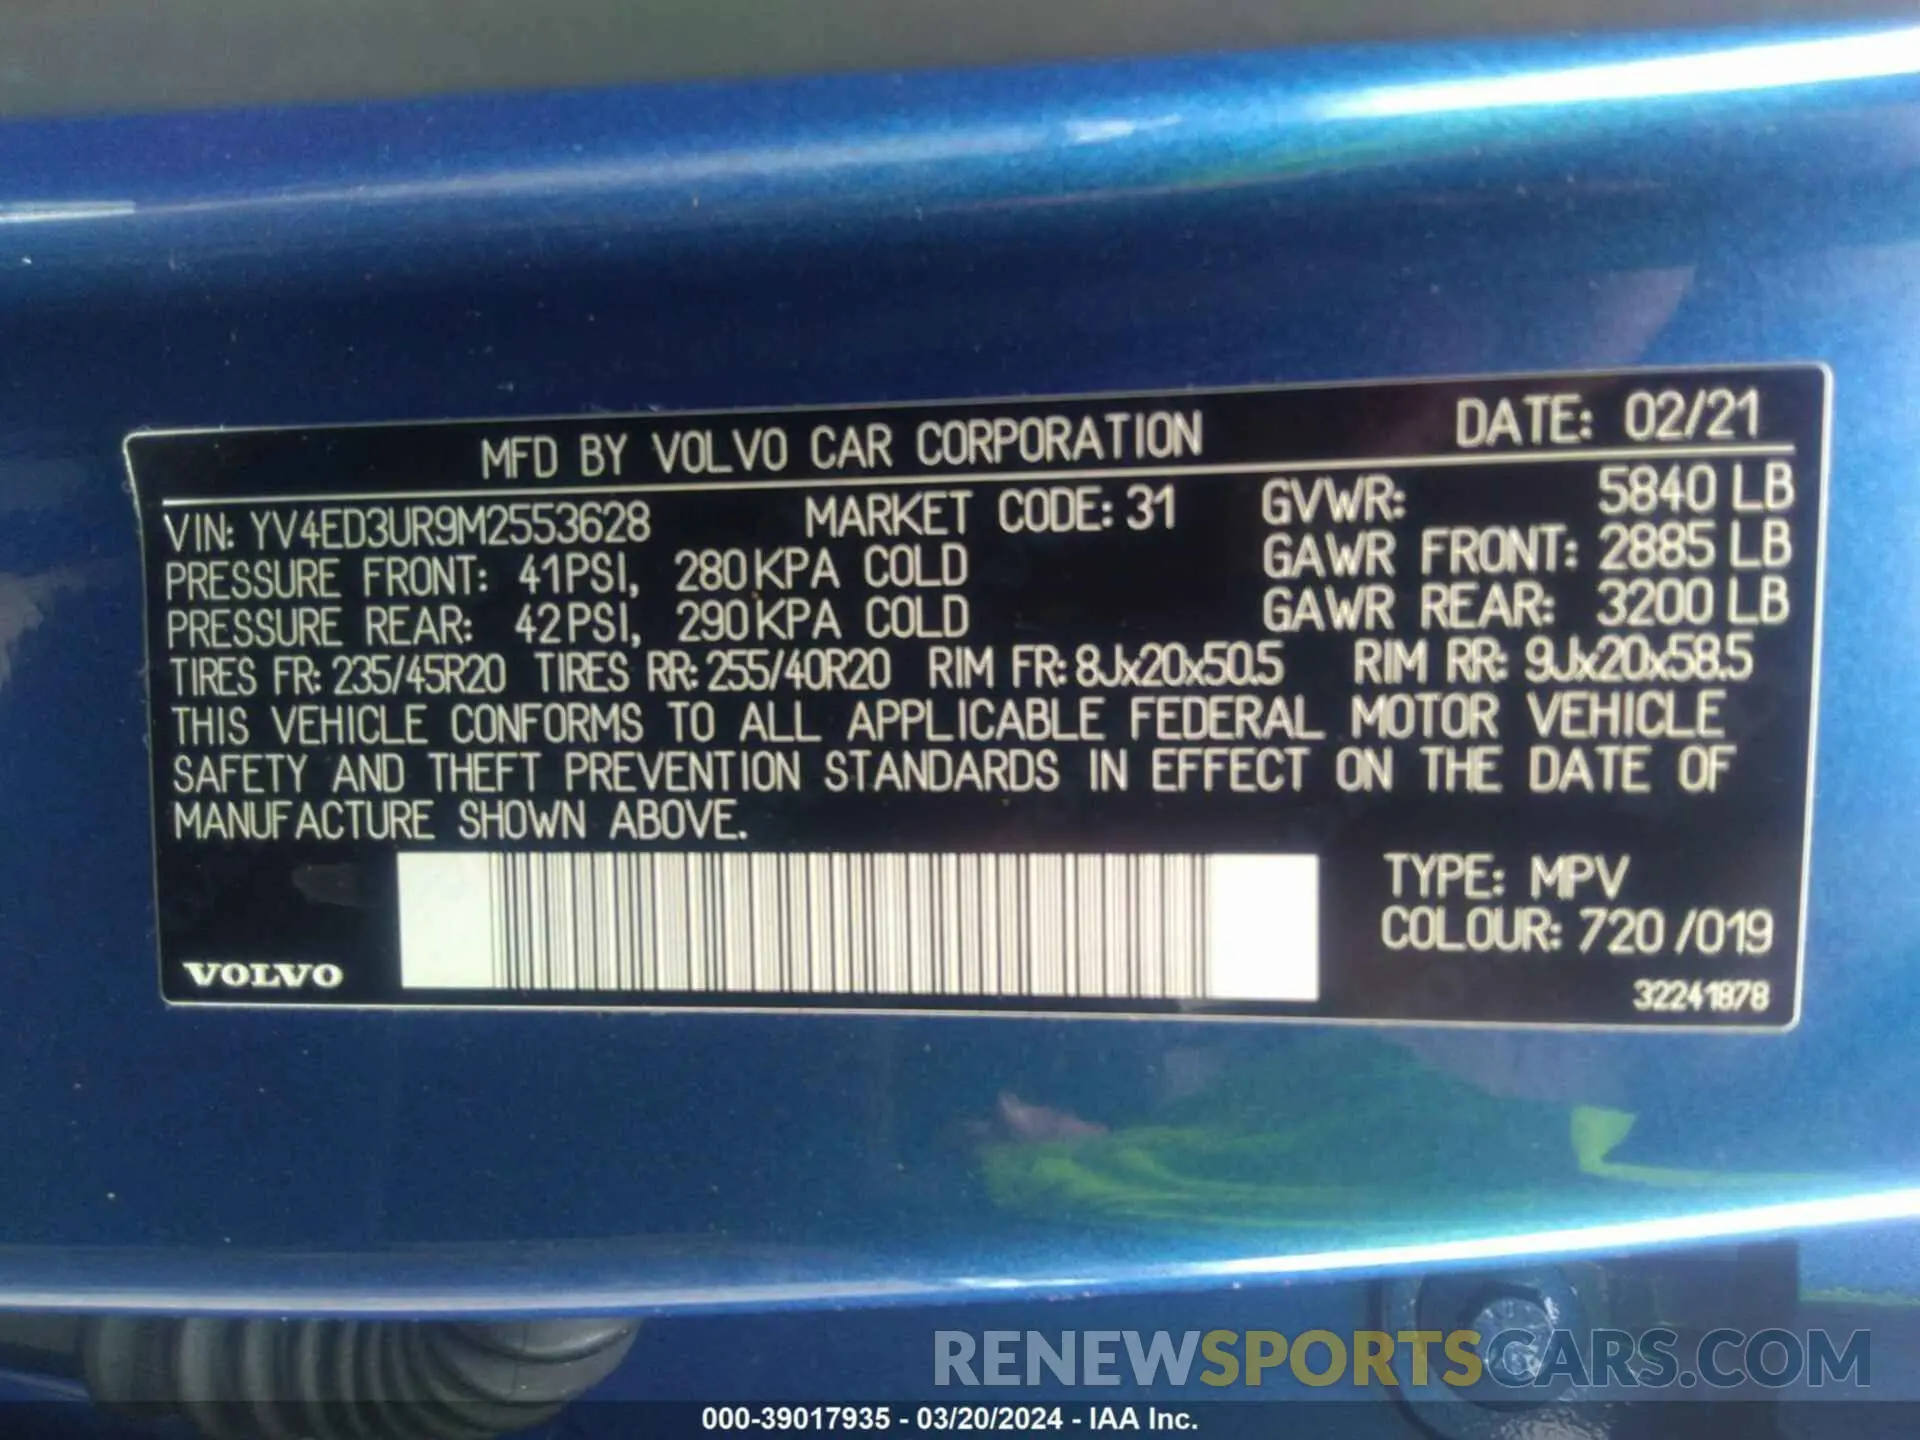 MFD BY VOLVO CAR CORPORATION DATE: 02/21
VIN: YV4ED3UR9M2553628 MARKET CODE: 31 GVWR: 5840 LB
PRESSURE FRONT: 41PSI, 280KPA COLD GAWR FRONT: 2885 LB
PRESSURE REAR: 42PSI, 290KPA COLD GAWR REAR: 3200 LB
TIRES FR: 235/45R20 TIRES RR: 255/40R20 RIM FR: 8Jx20x50.5 RIM RR: 9Jx20x58.5
THIS VEHICLE CONFORMS TO ALL APPLICABLE FEDERAL MOTOR VEHICLE
SAFETY AND THEFT PREVENTION STANDARDS IN EFFECT ON THE DATE OF
MANUFACTURE SHOWN ABOVE.
TYPE: MPV
COLOUR: 720 /019
VOLVO
32241878
RENEWSPORTSCARS.COM
000-39017935 - 03/20/2024 - IAA Inc.